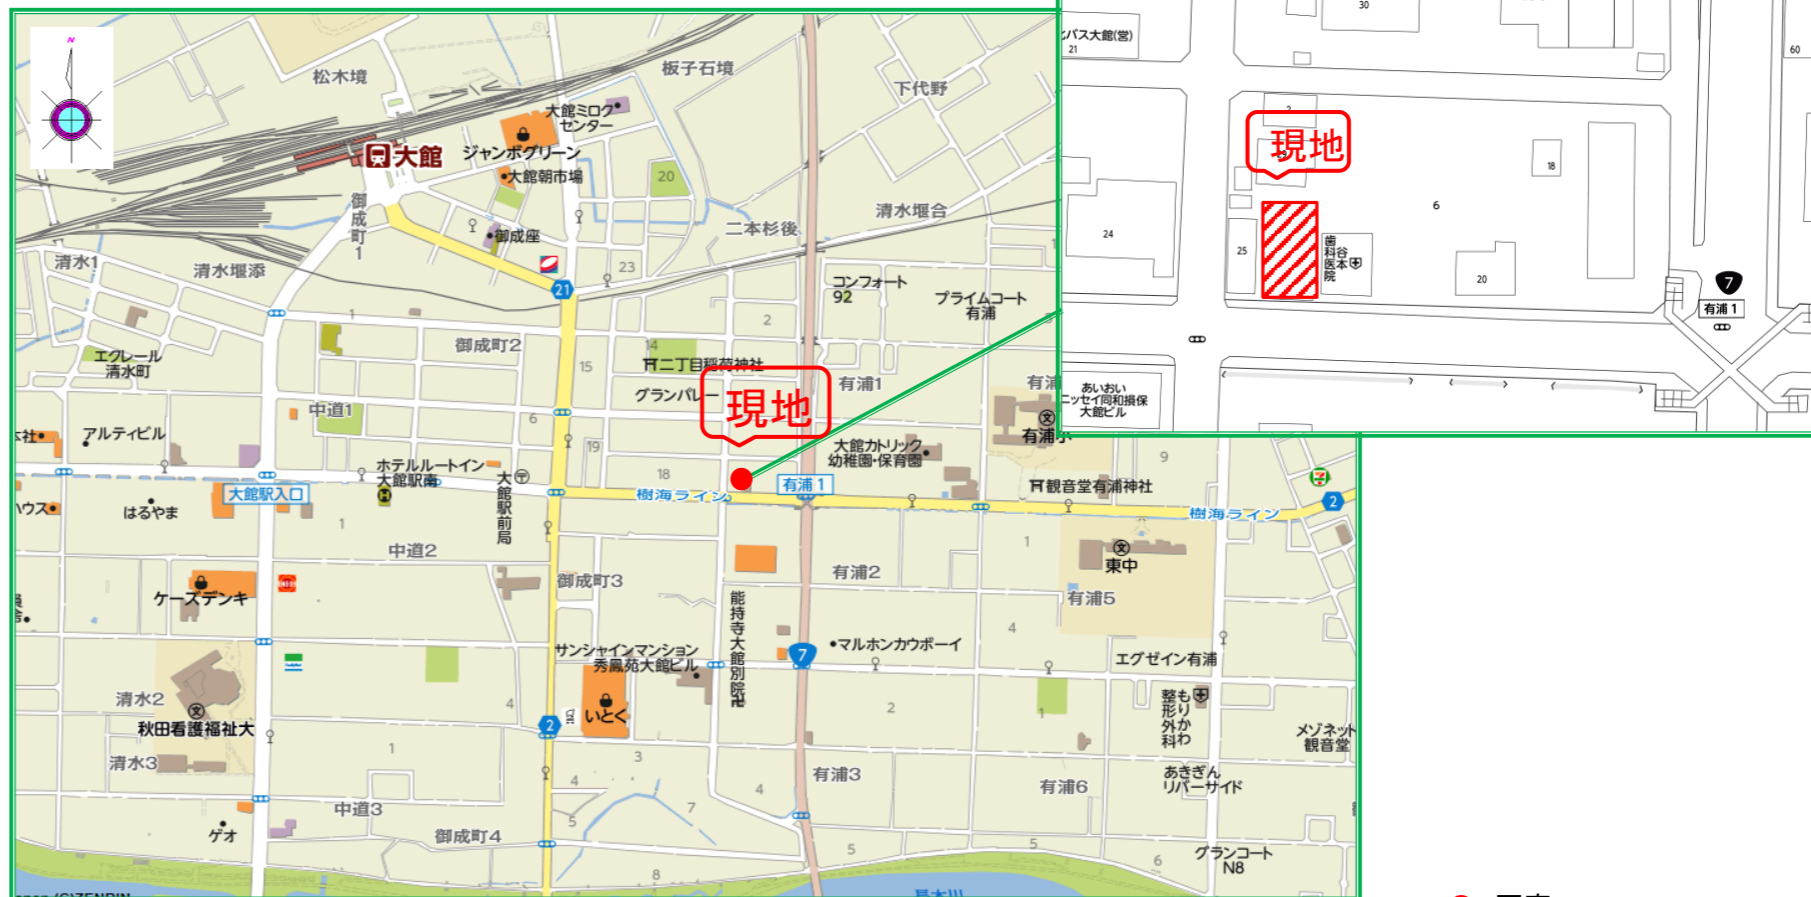 N
松木境
板子石境
下代野
大館ミロク
センター
大館
ジャンボグリーン
大館朝市場
20
御成町1
御成座
二本杉後
清水堰合
清水1
清水堰添
23
21
コンフォート
92
プライムコート
有浦
1
2
御成町2
エクレール
清水町
15
14
二丁目稲荷神社
グランパレー
現地
有浦1
有浦
中道1
6
本社
アルティビル
19
大館カトリック
幼稚園・保育園
文
有浦小
9
ホテルルートイン
大館駅南
H
大館駅前局
18
樹海ライン
有浦 1
観音堂有浦神社
樹海ライン
2
大館駅入口
ハウス
はるやま
1
中道2
1
文
東中
御成町3
有浦2
有浦5
ケーズデンキ
能持寺大館別院
4
サンシャインマンション
秀鳳苑大館ビル
7
マルホンカウボーイ
エグゼイン有浦
清水2
文
秋田看護福祉大
4
2
いとく
2
1
もりかわ
整形外科
メゾネット
観音堂
清水3
1
3
4
4
有浦3
有浦6
あきぎん
リバーサイド
中道3
7
ゲオ
御成町4
5
5
5
6
グランコート
N8
8
長木川
(C)ZENRIN
30
バス大館(営)
21
60
2
現地
18
6
24
25
谷本
歯科医院
20
7
有浦 1
あいおい
ニッセイ同和損保
大館ビル